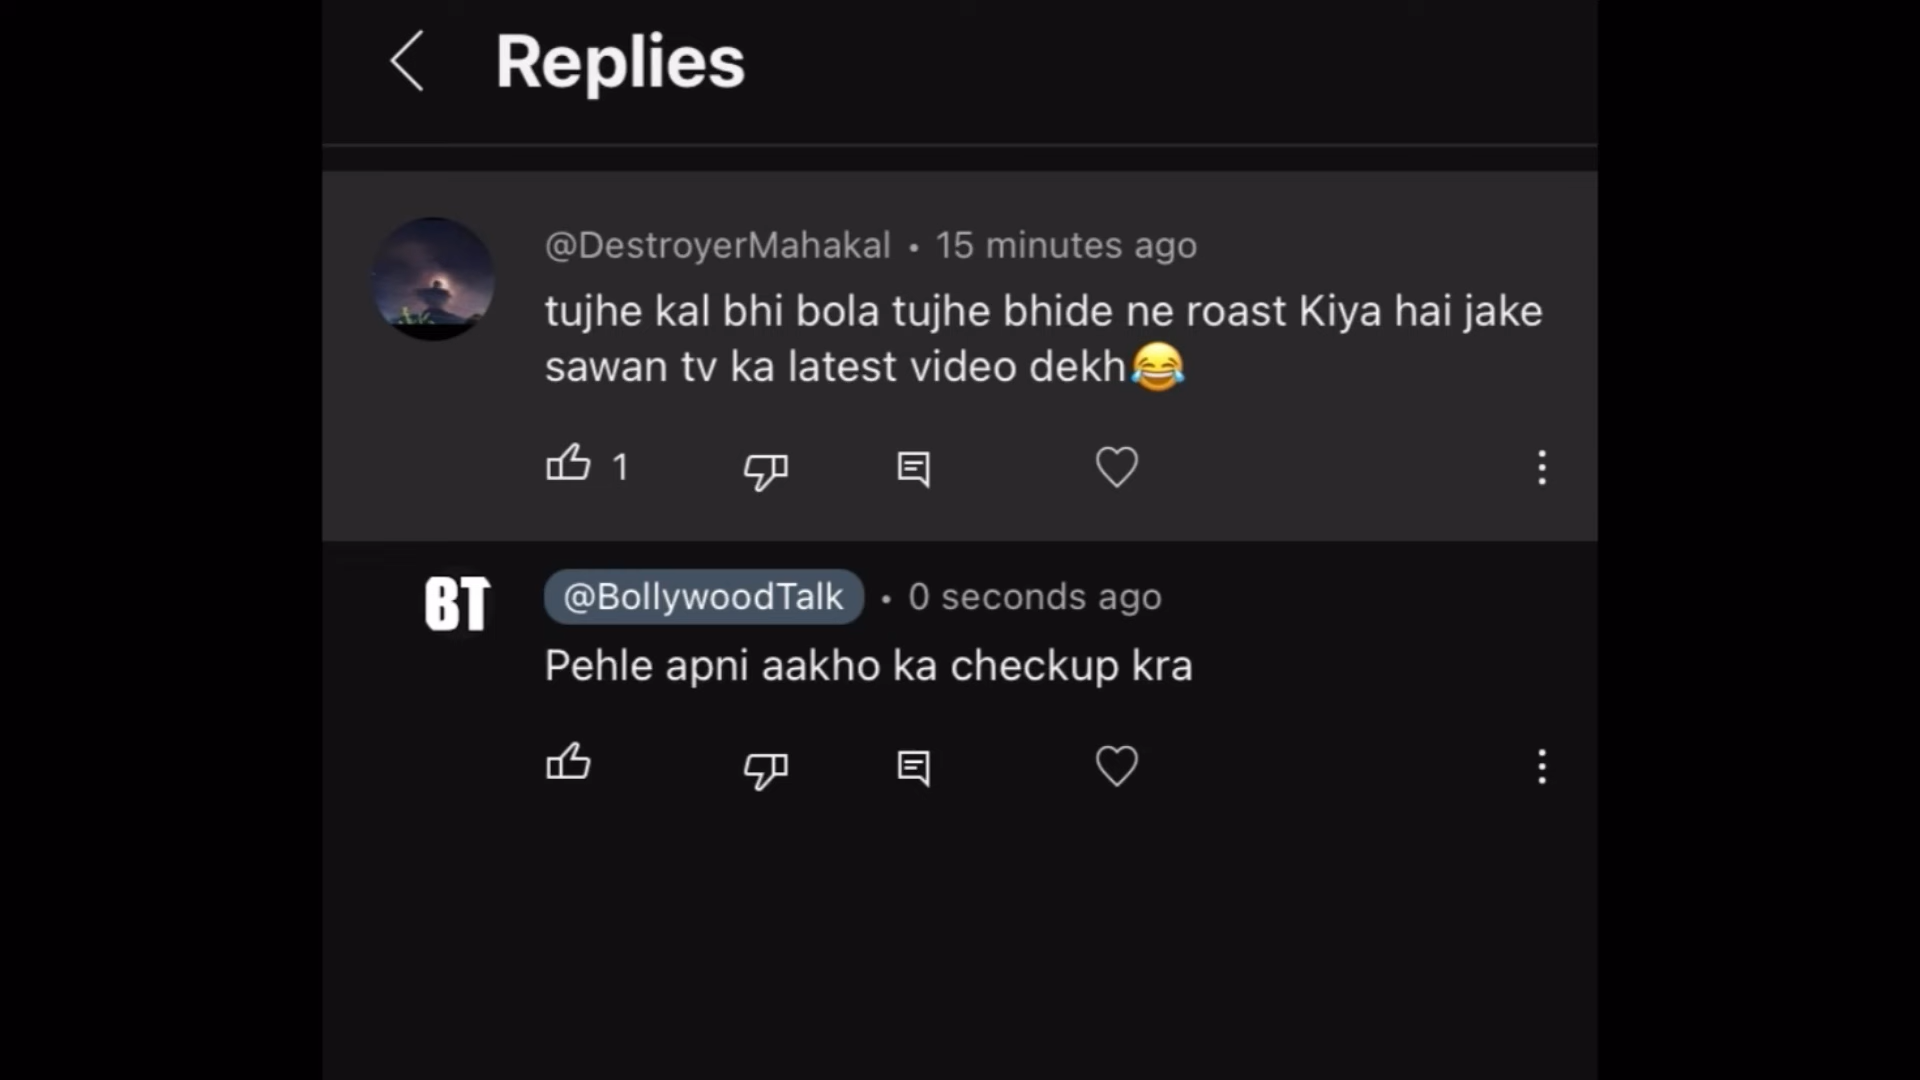 Replies
@DestroyerMahakal • 15 minutes ago
tujhe kal bhi bola tujhe bhide ne roast Kiya hai jake
sawan tv ka latest video dekh😂
1
BT
@BollywoodTalk • 0 seconds ago
Pehle apni aakho ka checkup kra